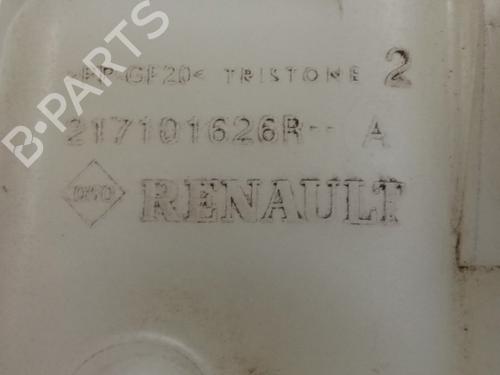 >PP-GF20< TRISTONE 2
217101626R-- A
RENAULT
B-PARTS